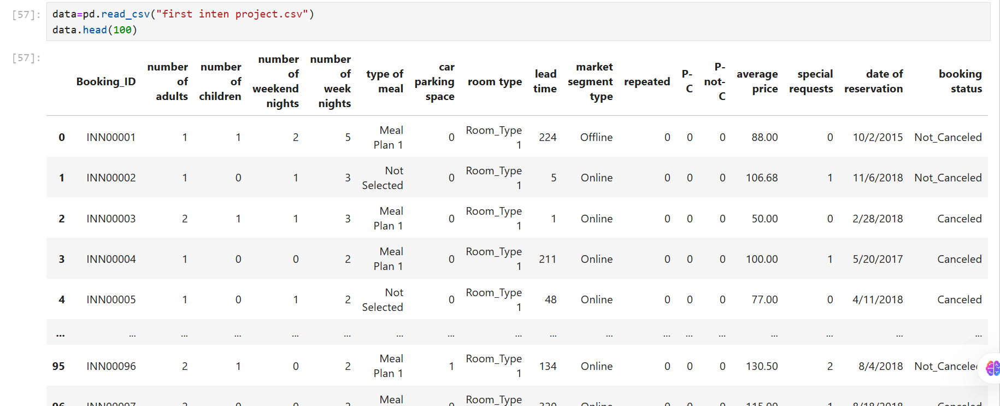 [57]: data=pd.read_csv("first inten project.csv")
data.head(100)
[57]:
Booking_ID number of adults number of children number of weekend nights number of week nights type of meal car parking space room type lead time market segment type repeated P-C P-not-C average price special requests date of reservation booking status
0 INN00001 1 1 2 5 Meal Plan 1 0 Room_Type 1 224 Offline 0 0 0 88.00 0 10/2/2015 Not_Canceled
1 INN00002 1 0 1 3 Not Selected 0 Room_Type 1 5 Online 0 0 0 106.68 1 11/6/2018 Not_Canceled
2 INN00003 2 1 1 3 Meal Plan 1 0 Room_Type 1 1 Online 0 0 0 50.00 0 2/28/2018 Canceled
3 INN00004 1 0 0 2 Meal Plan 1 0 Room_Type 1 211 Online 0 0 0 100.00 1 5/20/2017 Canceled
4 INN00005 1 0 1 2 Not Selected 0 Room_Type 1 48 Online 0 0 0 77.00 0 4/11/2018 Canceled
... ... ... ... ... ... ... ... ... ... ... ... ... ... ... ... ... ...
95 INN00096 2 1 0 2 Meal Plan 1 1 Room_Type 1 134 Online 0 0 0 130.50 2 8/4/2018 Not_Canceled
96 INN00097 2 0 0 2 Meal 0 Room_Type 320 Online 0 0 0 115.00 1 8/18/2018 Canceled